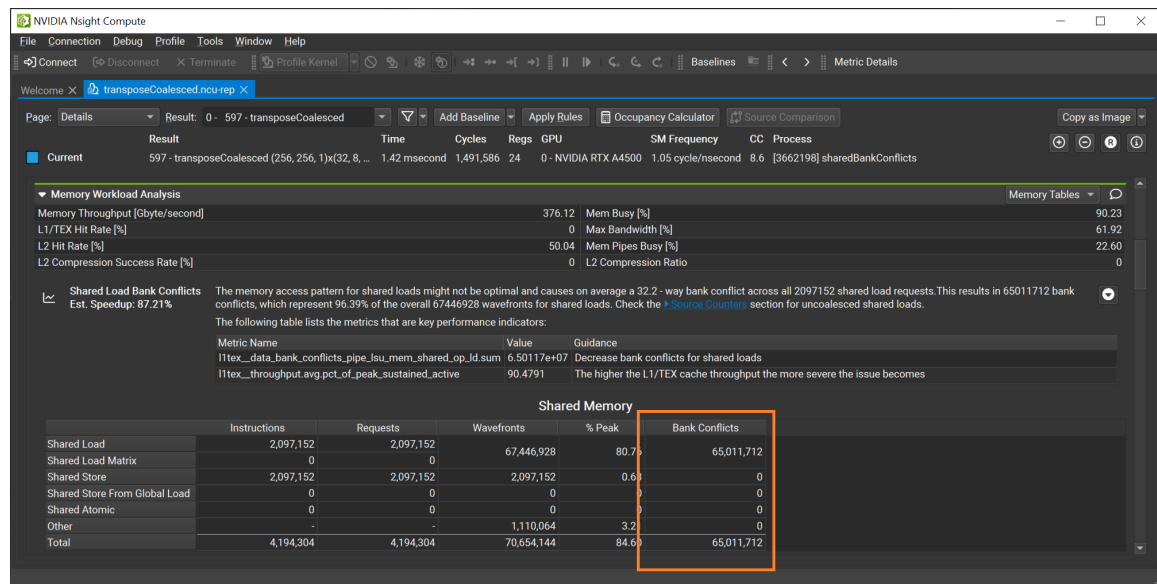 NVIDIA Nsight Compute
File Connection Debug Profile Tools Window Help
Connect Disconnect Terminate Profile Kernel Baselines Metric Details
Welcome transposeCoalesced.ncu-rep
Page: Details Result: 0 - 597 - transposeCoalesced Add Baseline Apply Rules Occupancy Calculator Source Comparison Copy as Image
Result Time Cycles Regs GPU SM Frequency CC Process
Current 597 - transposeCoalesced (256, 256, 1)x(32, 8, ... 1.42 msecond 1,491,586 24 0 - NVIDIA RTX A4500 1.05 cycle/nsecond 8.6 [3662198] sharedBankConflicts
Memory Workload Analysis Memory Tables
Memory Throughput [Gbyte/second] 376.12 Mem Busy [%] 90.23
L1/TEX Hit Rate [%] 0 Max Bandwidth [%] 61.92
L2 Hit Rate [%] 50.04 Mem Pipes Busy [%] 22.60
L2 Compression Success Rate [%] 0 L2 Compression Ratio 0
Shared Load Bank Conflicts
Est. Speedup: 87.21%
The memory access pattern for shared loads might not be optimal and causes on average a 32.2 - way bank conflict across all 2097152 shared load requests.This results in 65011712 bank
conflicts, which represent 96.39% of the overall 67446928 wavefronts for shared loads. Check the Source Counters section for uncoalesced shared loads.
The following table lists the metrics that are key performance indicators:
Metric Name Value Guidance
l1tex__data_bank_conflicts_pipe_lsu_mem_shared_op_ld.sum 6.50117e+07 Decrease bank conflicts for shared loads
l1tex__throughput.avg.pct_of_peak_sustained_active 90.4791 The higher the L1/TEX cache throughput the more severe the issue becomes
Shared Memory
Instructions Requests Wavefronts % Peak Bank Conflicts
Shared Load 2,097,152 2,097,152 67,446,928 80.76 65,011,712
Shared Load Matrix 0 0
Shared Store 2,097,152 2,097,152 2,097,152 0.63 0
Shared Store From Global Load 0 0 0 0 0
Shared Atomic 0 0 0 0 0
Other - - 1,110,064 3.21 0
Total 4,194,304 4,194,304 70,654,144 84.60 65,011,712